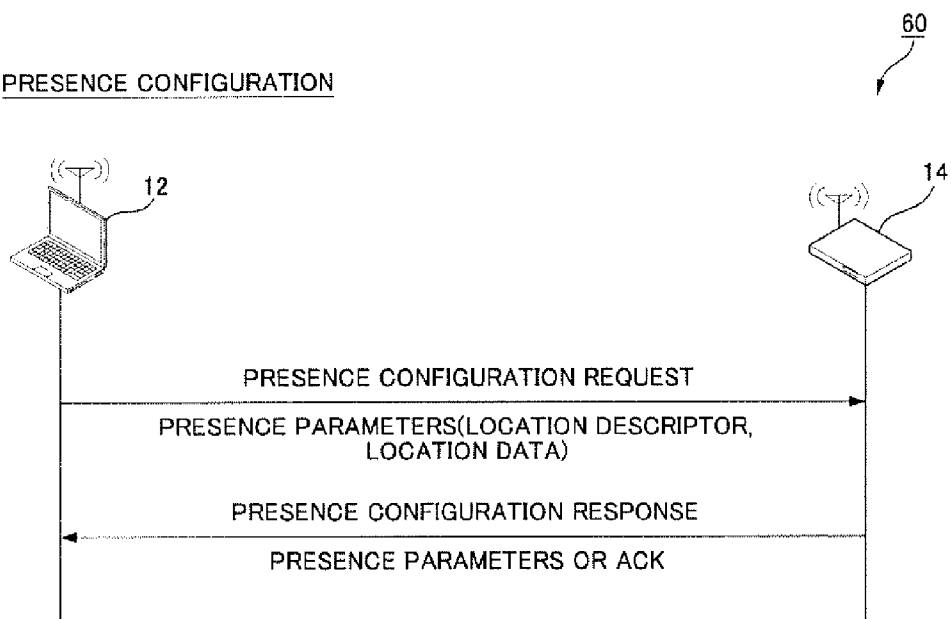 60
PRESENCE CONFIGURATION
12
14
PRESENCE CONFIGURATION REQUEST
PRESENCE PARAMETERS(LOCATION DESCRIPTOR,
LOCATION DATA)
PRESENCE CONFIGURATION RESPONSE
PRESENCE PARAMETERS OR ACK